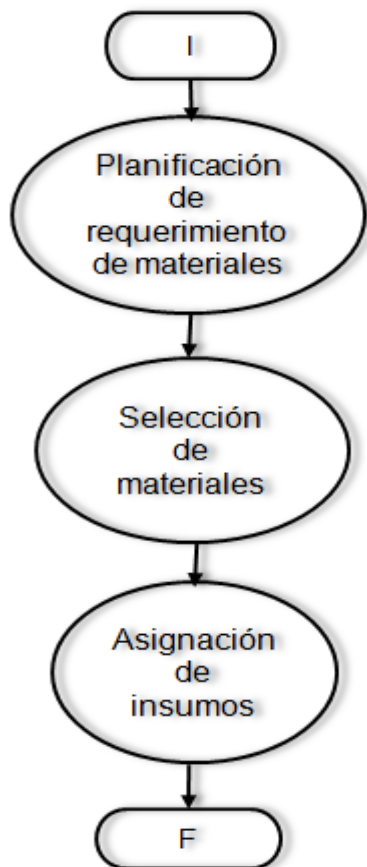 I
Planificación
de
requerimiento
de materiales
Selección
de
materiales
Asignación
de
insumos
F